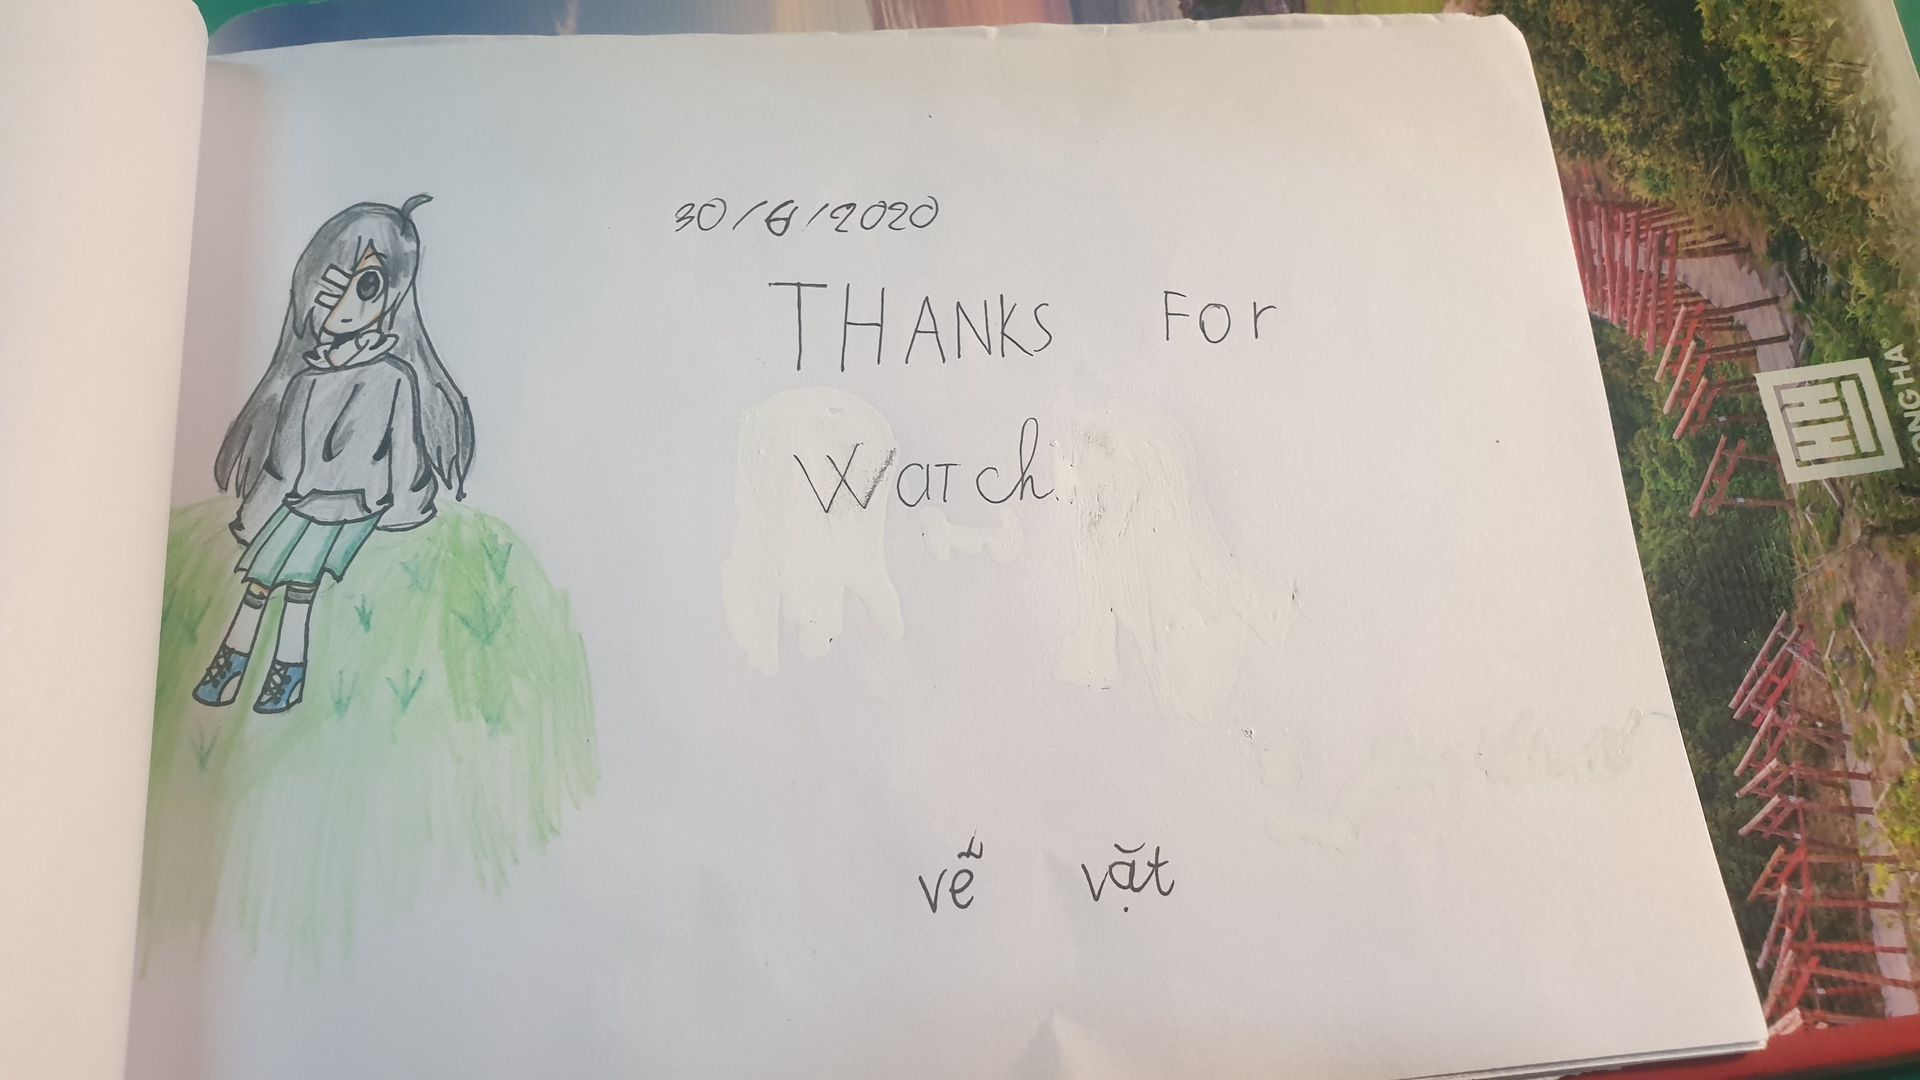 30/6/2020
THANKS For
Watch
vẽ vặt